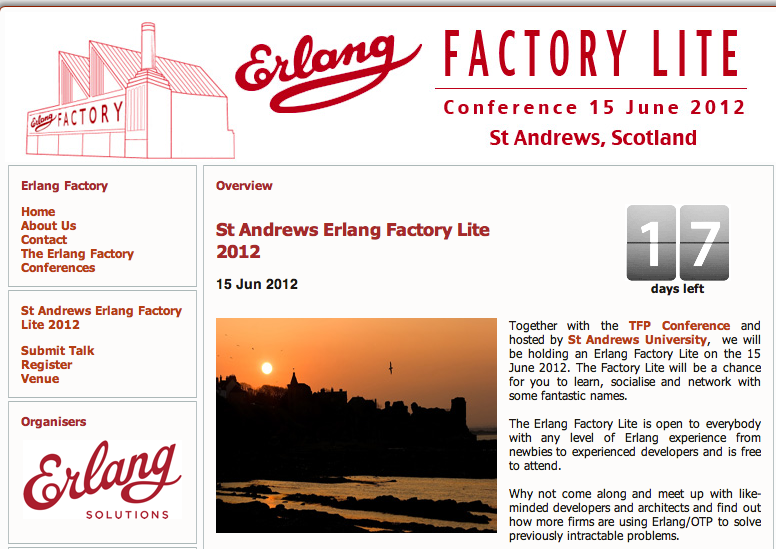 Erlang FACTORY
Erlang
FACTORY LITE
Conference 15 June 2012
St Andrews, Scotland
Erlang Factory
Home
About Us
Contact
The Erlang Factory
Conferences
St Andrews Erlang Factory
Lite 2012
Submit Talk
Register
Venue
Organisers
Erlang
SOLUTIONS
Overview
St Andrews Erlang Factory Lite
2012
15 Jun 2012
17
days left
Together with the TFP Conference and
hosted by St Andrews University, we will
be holding an Erlang Factory Lite on the 15
June 2012. The Factory Lite will be a chance
for you to learn, socialise and network with
some fantastic names.
The Erlang Factory Lite is open to everybody
with any level of Erlang experience from
newbies to experienced developers and is free
to attend.
Why not come along and meet up with like-
minded developers and architects and find out
how more firms are using Erlang/OTP to solve
previously intractable problems.